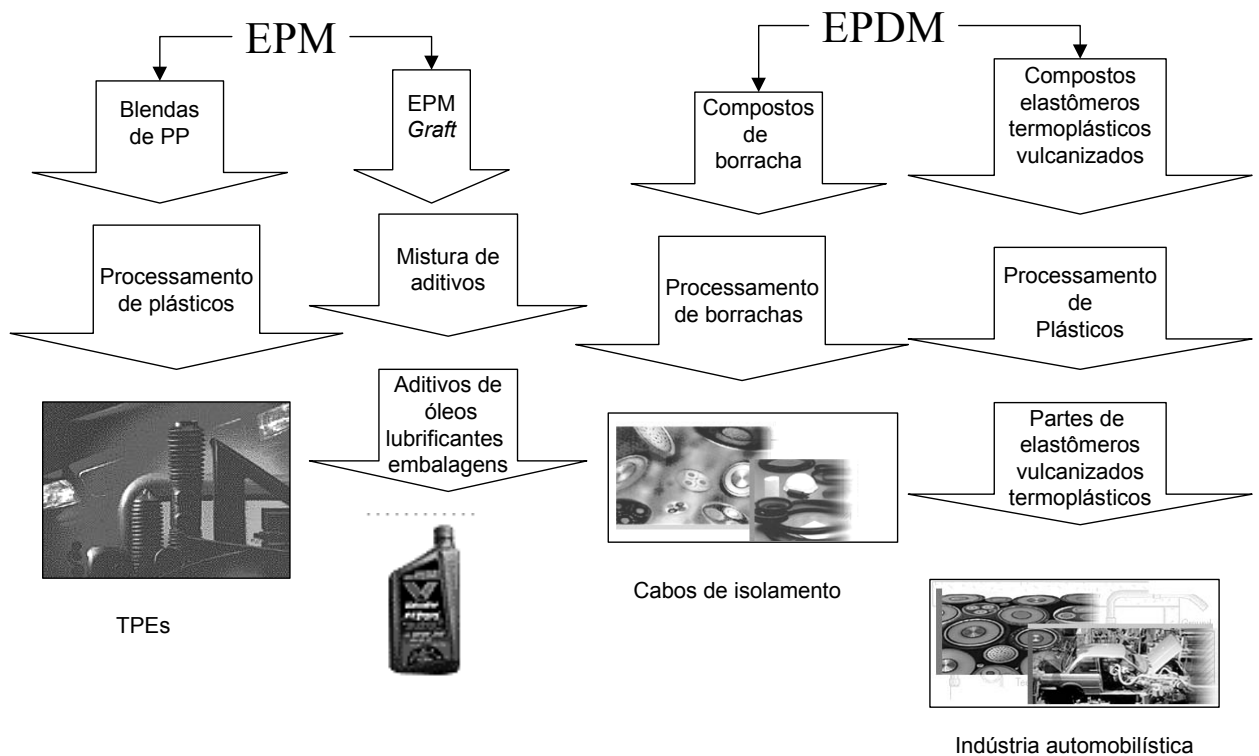 EPM
Blendas
de PP
EPM
Graft
Processamento
de plásticos
Mistura de
aditivos
Aditivos de
óleos
lubrificantes
embalagens
TPEs
EPDM
Compostos
de
borracha
Compostos
elastômeros
termoplásticos
vulcanizados
Processamento
de borrachas
Processamento
de
Plásticos
Partes de
elastômeros
vulcanizados
termoplásticos
Cabos de isolamento
Indústria automobilística